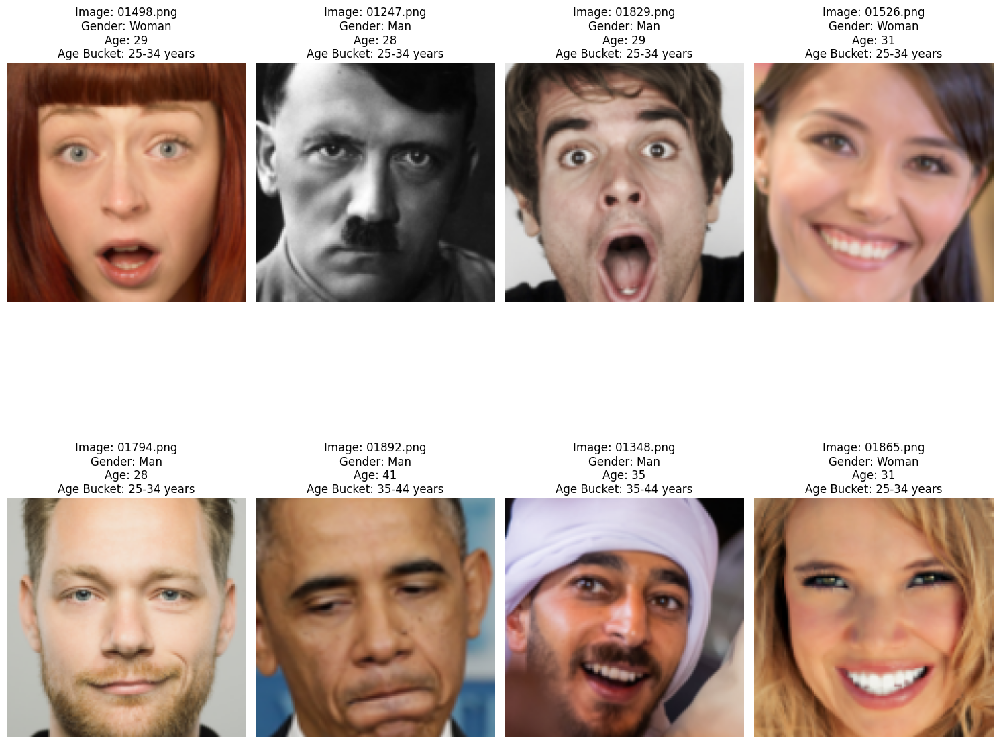 Image: 01498.png
Gender: Woman
Age: 29
Age Bucket: 25-34 years
Image: 01247.png
Gender: Man
Age: 28
Age Bucket: 25-34 years
Image: 01829.png
Gender: Man
Age: 29
Age Bucket: 25-34 years
Image: 01526.png
Gender: Woman
Age: 31
Age Bucket: 25-34 years
Image: 01794.png
Gender: Man
Age: 28
Age Bucket: 25-34 years
Image: 01892.png
Gender: Man
Age: 41
Age Bucket: 35-44 years
Image: 01348.png
Gender: Man
Age: 35
Age Bucket: 35-44 years
Image: 01865.png
Gender: Woman
Age: 31
Age Bucket: 25-34 years